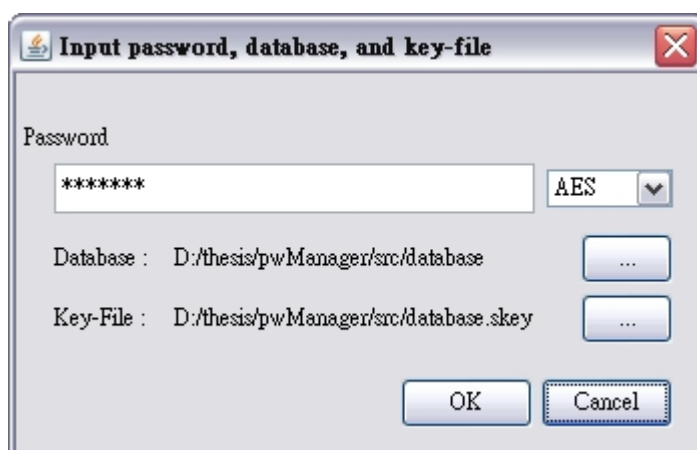 Input password, database, and key-file
Password
******* AES
Database : D:/thesis/pwManager/src/database ...
Key-File : D:/thesis/pwManager/src/database.skey ...
OK Cancel